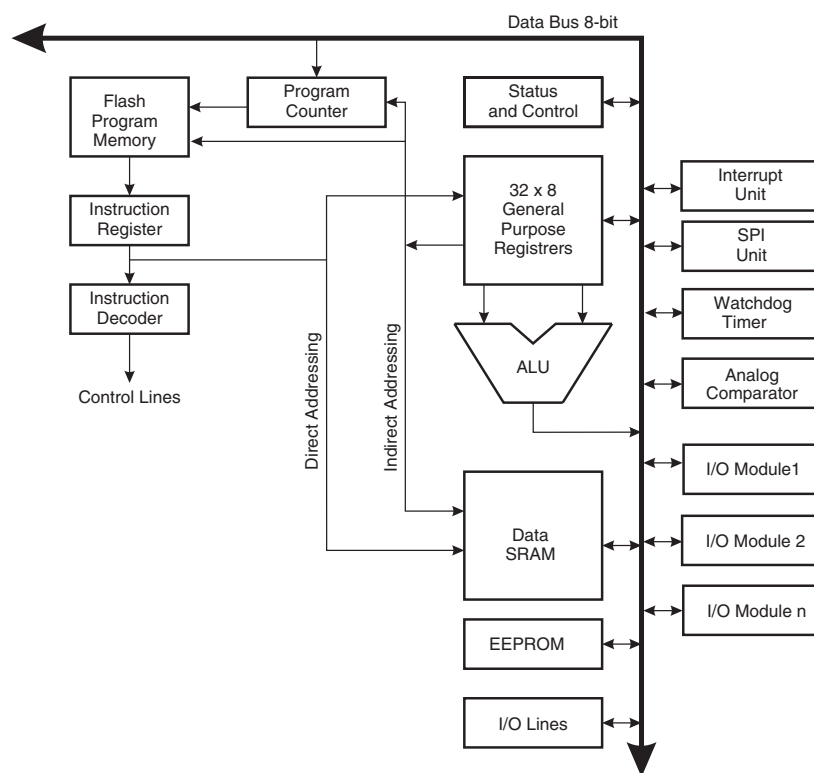 Data Bus 8-bit
Flash
Program
Memory
Program
Counter
Status
and Control
32 x 8
General
Purpose
Registrers
Interrupt
Unit
Instruction
Register
SPI
Unit
Instruction
Decoder
Watchdog
Timer
Direct Addressing
Indirect Addressing
ALU
Analog
Comparator
Control Lines
I/O Module1
Data
SRAM
I/O Module 2
I/O Module n
EEPROM
I/O Lines